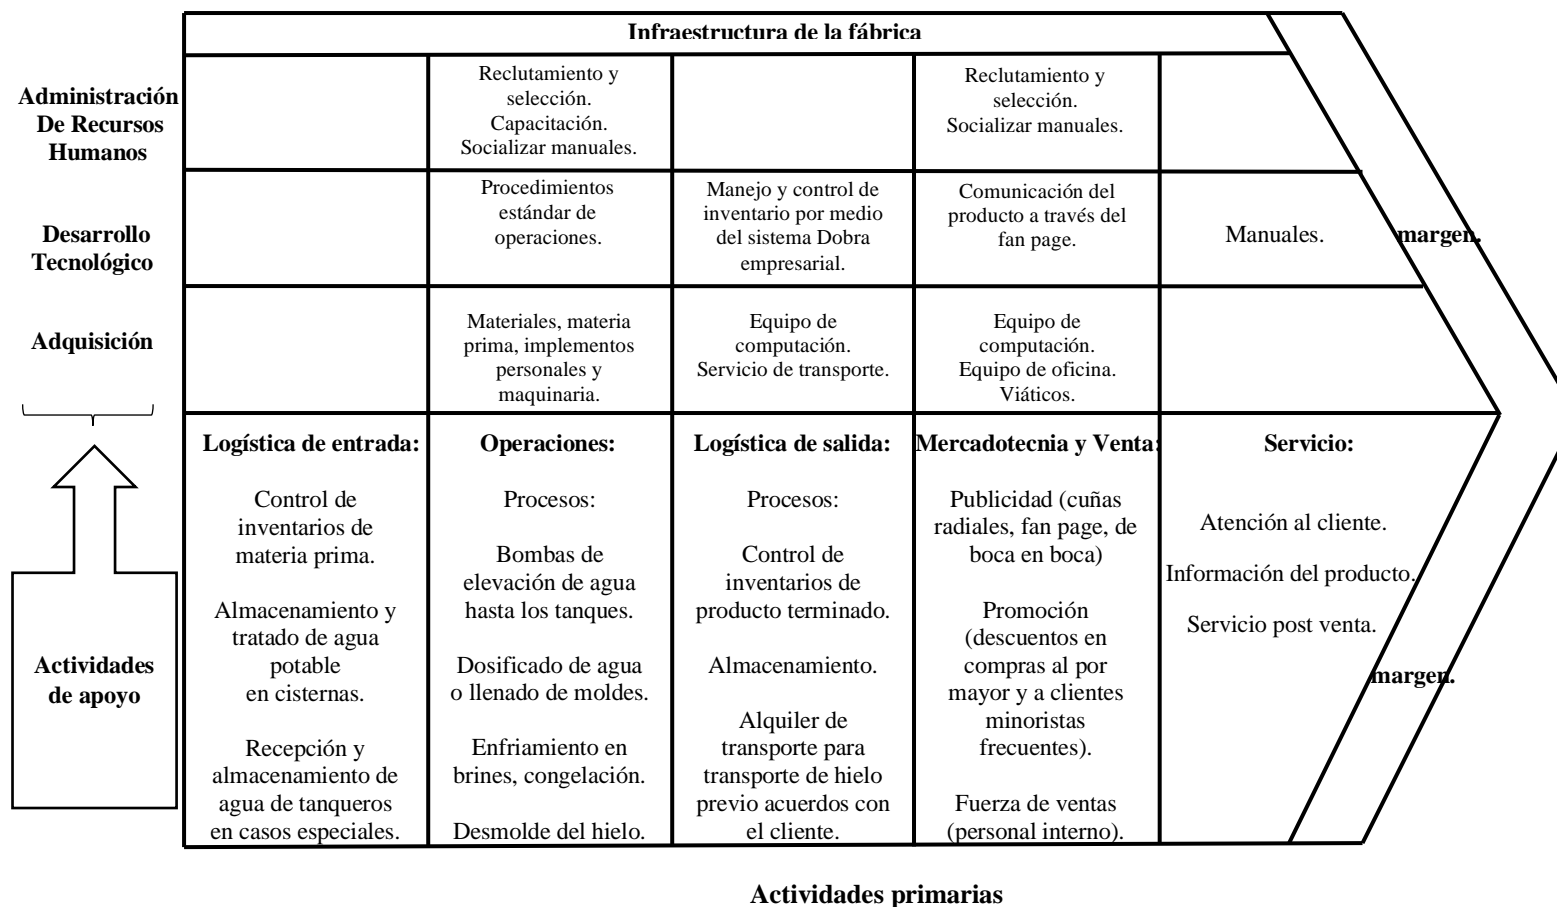 Infraestructura de la fábrica
Administración
De Recursos
Humanos
Reclutamiento y
selección.
Capacitación.
Socializar manuales.
Reclutamiento y
selección.
Socializar manuales.
Desarrollo
Tecnológico
Procedimientos
estándar de
operaciones.
Manejo y control de
inventario por medio
del sistema Dobra
empresarial.
Comunicación del
producto a través del
fan page.
Manuales.
margen.
Adquisición
Materiales, materia
prima, implementos
personales y
maquinaria.
Equipo de
computación.
Servicio de transporte.
Equipo de
computación.
Equipo de oficina.
Viáticos.
Actividades
de apoyo
Logística de entrada:
Control de
inventarios de
materia prima.
Almacenamiento y
tratado de agua
potable
en cisternas.
Recepción y
almacenamiento de
agua de tanqueros
en casos especiales.
Operaciones:
Procesos:
Bombas de
elevación de agua
hasta los tanques.
Dosificado de agua
o llenado de moldes.
Enfriamiento en
brines, congelación.
Desmolde del hielo.
Logística de salida:
Procesos:
Control de
inventarios de
producto terminado.
Almacenamiento.
Alquiler de
transporte para
transporte de hielo
previo acuerdos con
el cliente.
Mercadotecnia y Venta:
Publicidad (cuñas
radiales, fan page, de
boca en boca)
Promoción
(descuentos en
compras al por
mayor y a clientes
minoristas
frecuentes).
Fuerza de ventas
(personal interno).
Servicio:
Atención al cliente.
Información del producto.
Servicio post venta.
margen.
Actividades primarias